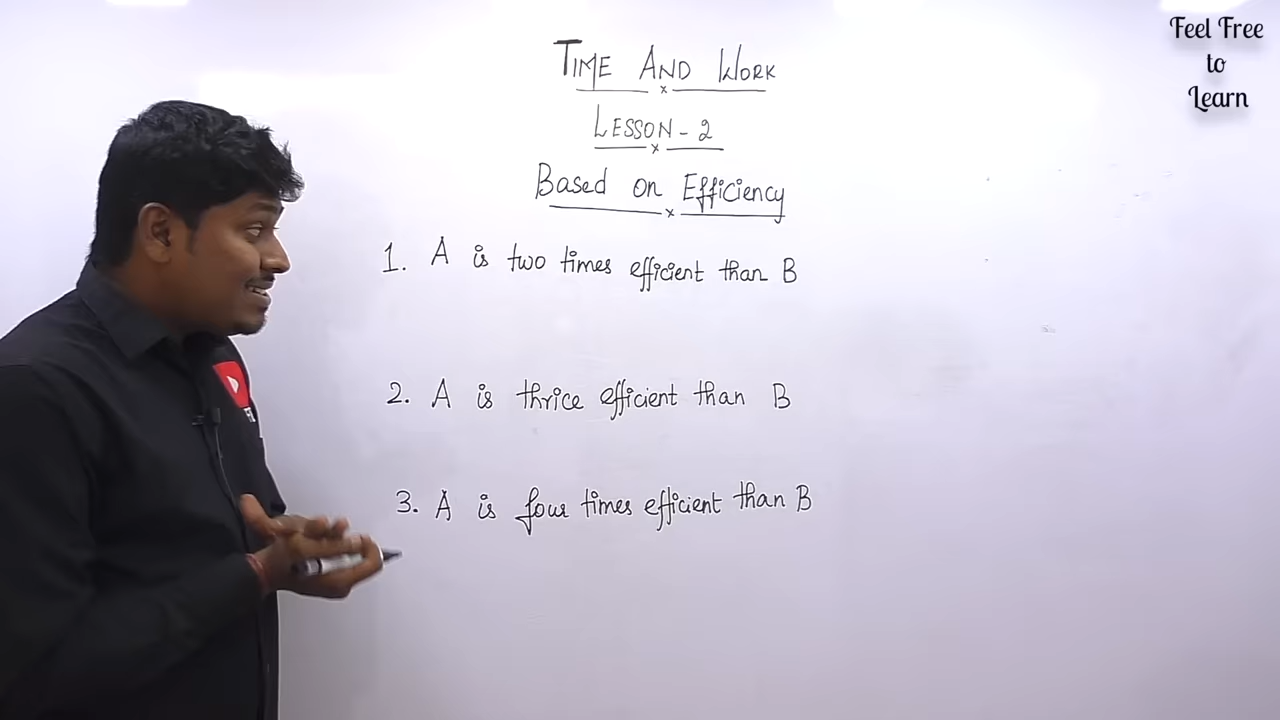 Feel Free
to
Learn
TIME AND WORK
LESSON - 2
Based on Efficiency
1. A is two times efficient than B
2. A is thrice efficient than B
3. A is four times efficient than B